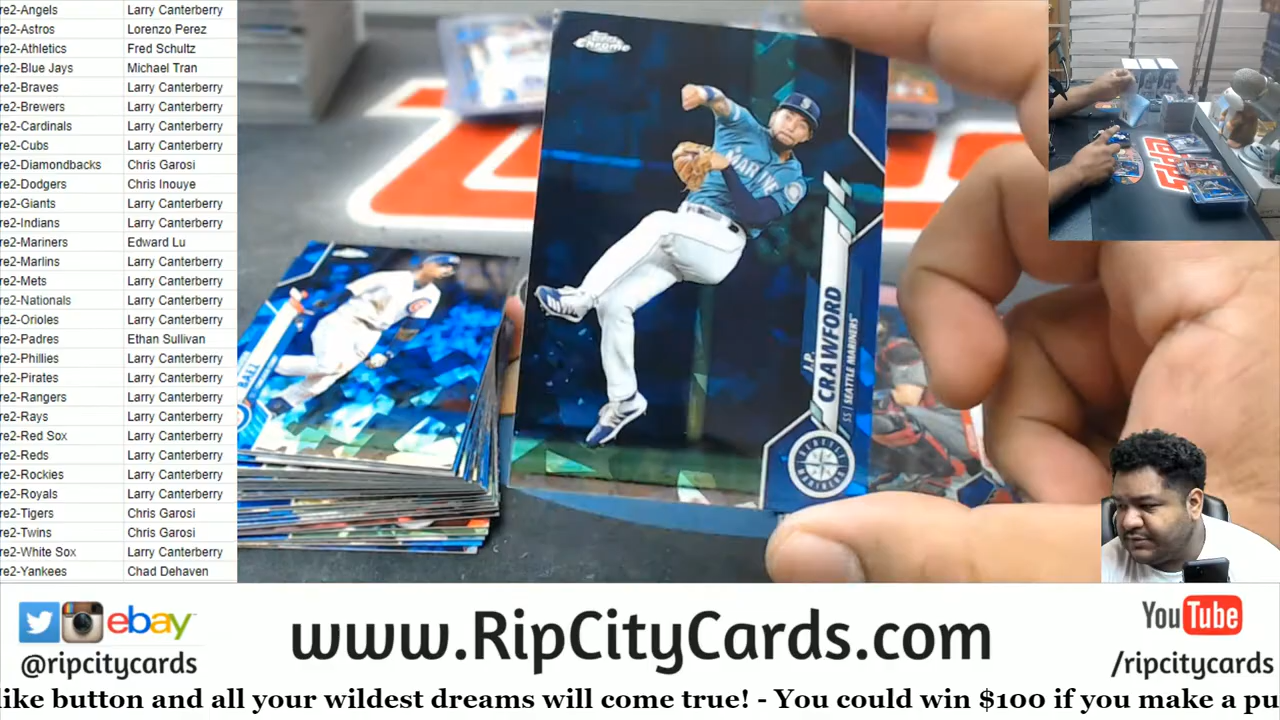 re2-Angels Larry Canterberry
re2-Astros Lorenzo Perez
re2-Athletics Fred Schultz
re2-Blue Jays Michael Tran
re2-Braves Larry Canterberry
re2-Brewers Larry Canterberry
re2-Cardinals Larry Canterberry
re2-Cubs Larry Canterberry
re2-Diamondbacks Chris Garosi
re2-Dodgers Chris Inouye
re2-Giants Larry Canterberry
re2-Indians Larry Canterberry
re2-Mariners Edward Lu
re2-Marlins Larry Canterberry
re2-Mets Larry Canterberry
re2-Nationals Larry Canterberry
re2-Orioles Larry Canterberry
re2-Padres Ethan Sullivan
re2-Phillies Larry Canterberry
re2-Pirates Larry Canterberry
re2-Rangers Larry Canterberry
re2-Rays Larry Canterberry
re2-Red Sox Larry Canterberry
re2-Reds Larry Canterberry
re2-Rockies Larry Canterberry
re2-Royals Larry Canterberry
re2-Tigers Chris Garosi
re2-Twins Chris Garosi
re2-White Sox Larry Canterberry
re2-Yankees Chad Dehaven
Topps
Chrome
S
MARINE
J.P.
CRAWFORD
SS | SEATTLE MARINERS
SEATTLE
MARINERS
C
ebay
@ripcitycards
www.RipCityCards.com
YouTube
/ripcitycards
like button and all your wildest dreams will come true! - You could win $100 if you make a pu